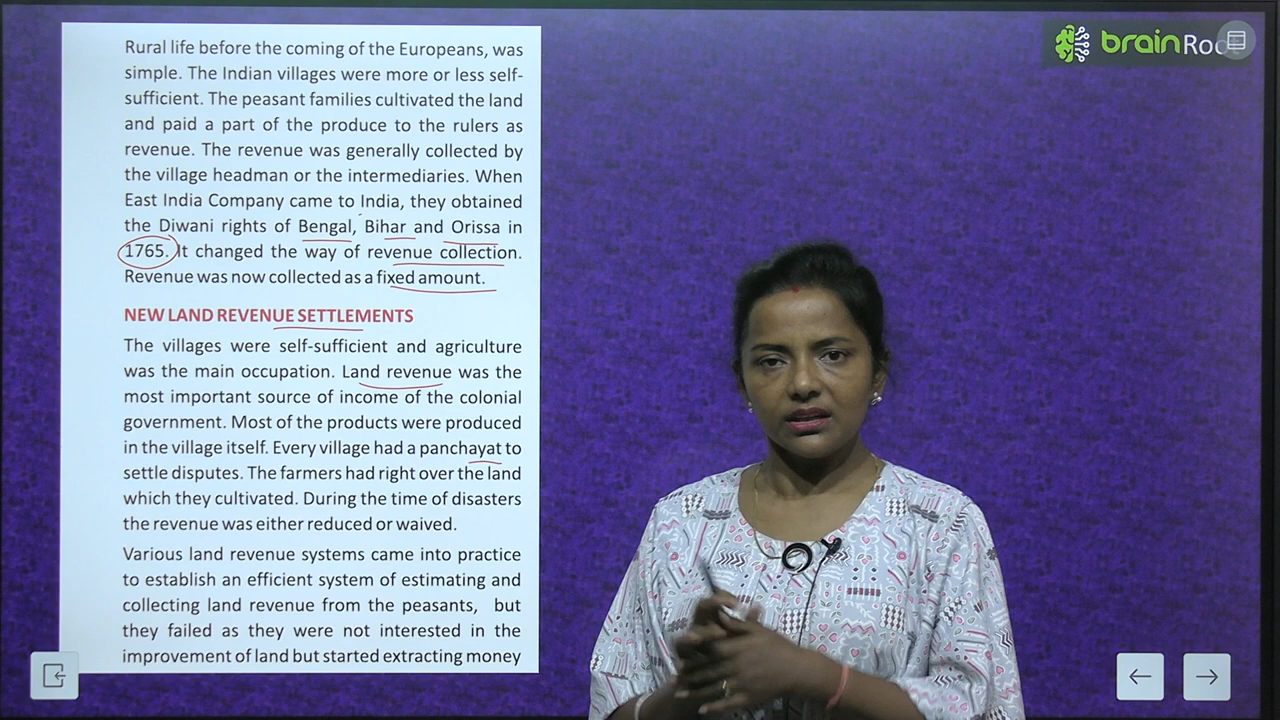 Rural life before the coming of the Europeans, was
simple. The Indian villages were more or less self-
sufficient. The peasant families cultivated the land
and paid a part of the produce to the rulers as
revenue. The revenue was generally collected by
the village headman or the intermediaries. When
East India Company came to India, they obtained
the Diwani rights of Bengal, Bihar and Orissa in
1765. It changed the way of revenue collection.
Revenue was now collected as a fixed amount.
NEW LAND REVENUE SETTLEMENTS
The villages were self-sufficient and agriculture
was the main occupation. Land revenue was the
most important source of income of the colonial
government. Most of the products were produced
in the village itself. Every village had a panchayat to
settle disputes. The farmers had right over the land
which they cultivated. During the time of disasters
the revenue was either reduced or waived.
Various land revenue systems came into practice
to establish an efficient system of estimating and
collecting land revenue from the peasants, but
they failed as they were not interested in the
improvement of land but started extracting money
brain